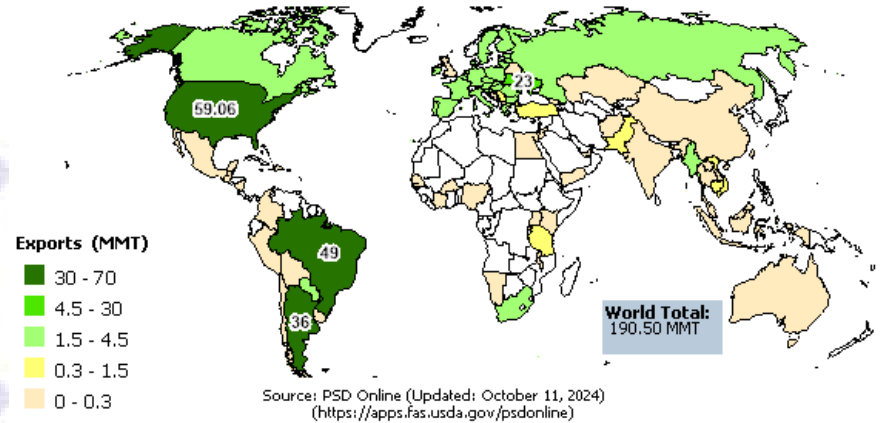 59.06
23
49
36
Exports (MMT)
30 - 70
4.5 - 30
1.5 - 4.5
0.3 - 1.5
0 - 0.3
World Total:
190.50 MMT
Source: PSD Online (Updated: October 11, 2024)
(https://apps.fas.usda.gov/psdonline)